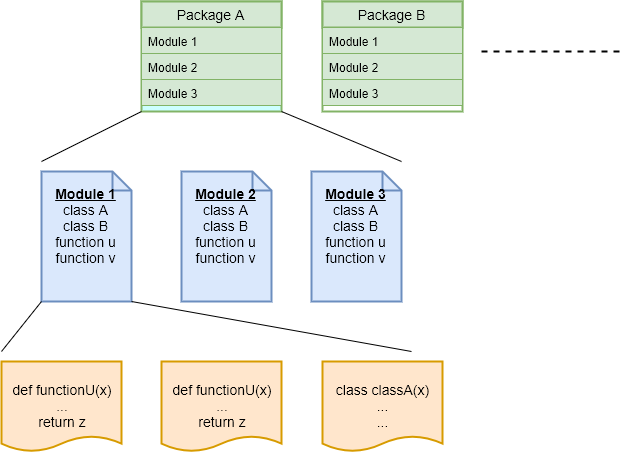 Package A
Module 1
Module 2
Module 3
Package B
Module 1
Module 2
Module 3
Module 1
class A
class B
function u
function v
Module 2
class A
class B
function u
function v
Module 3
class A
class B
function u
function v
def functionU(x)
...
return z
def functionU(x)
...
return z
class classA(x)
...
...